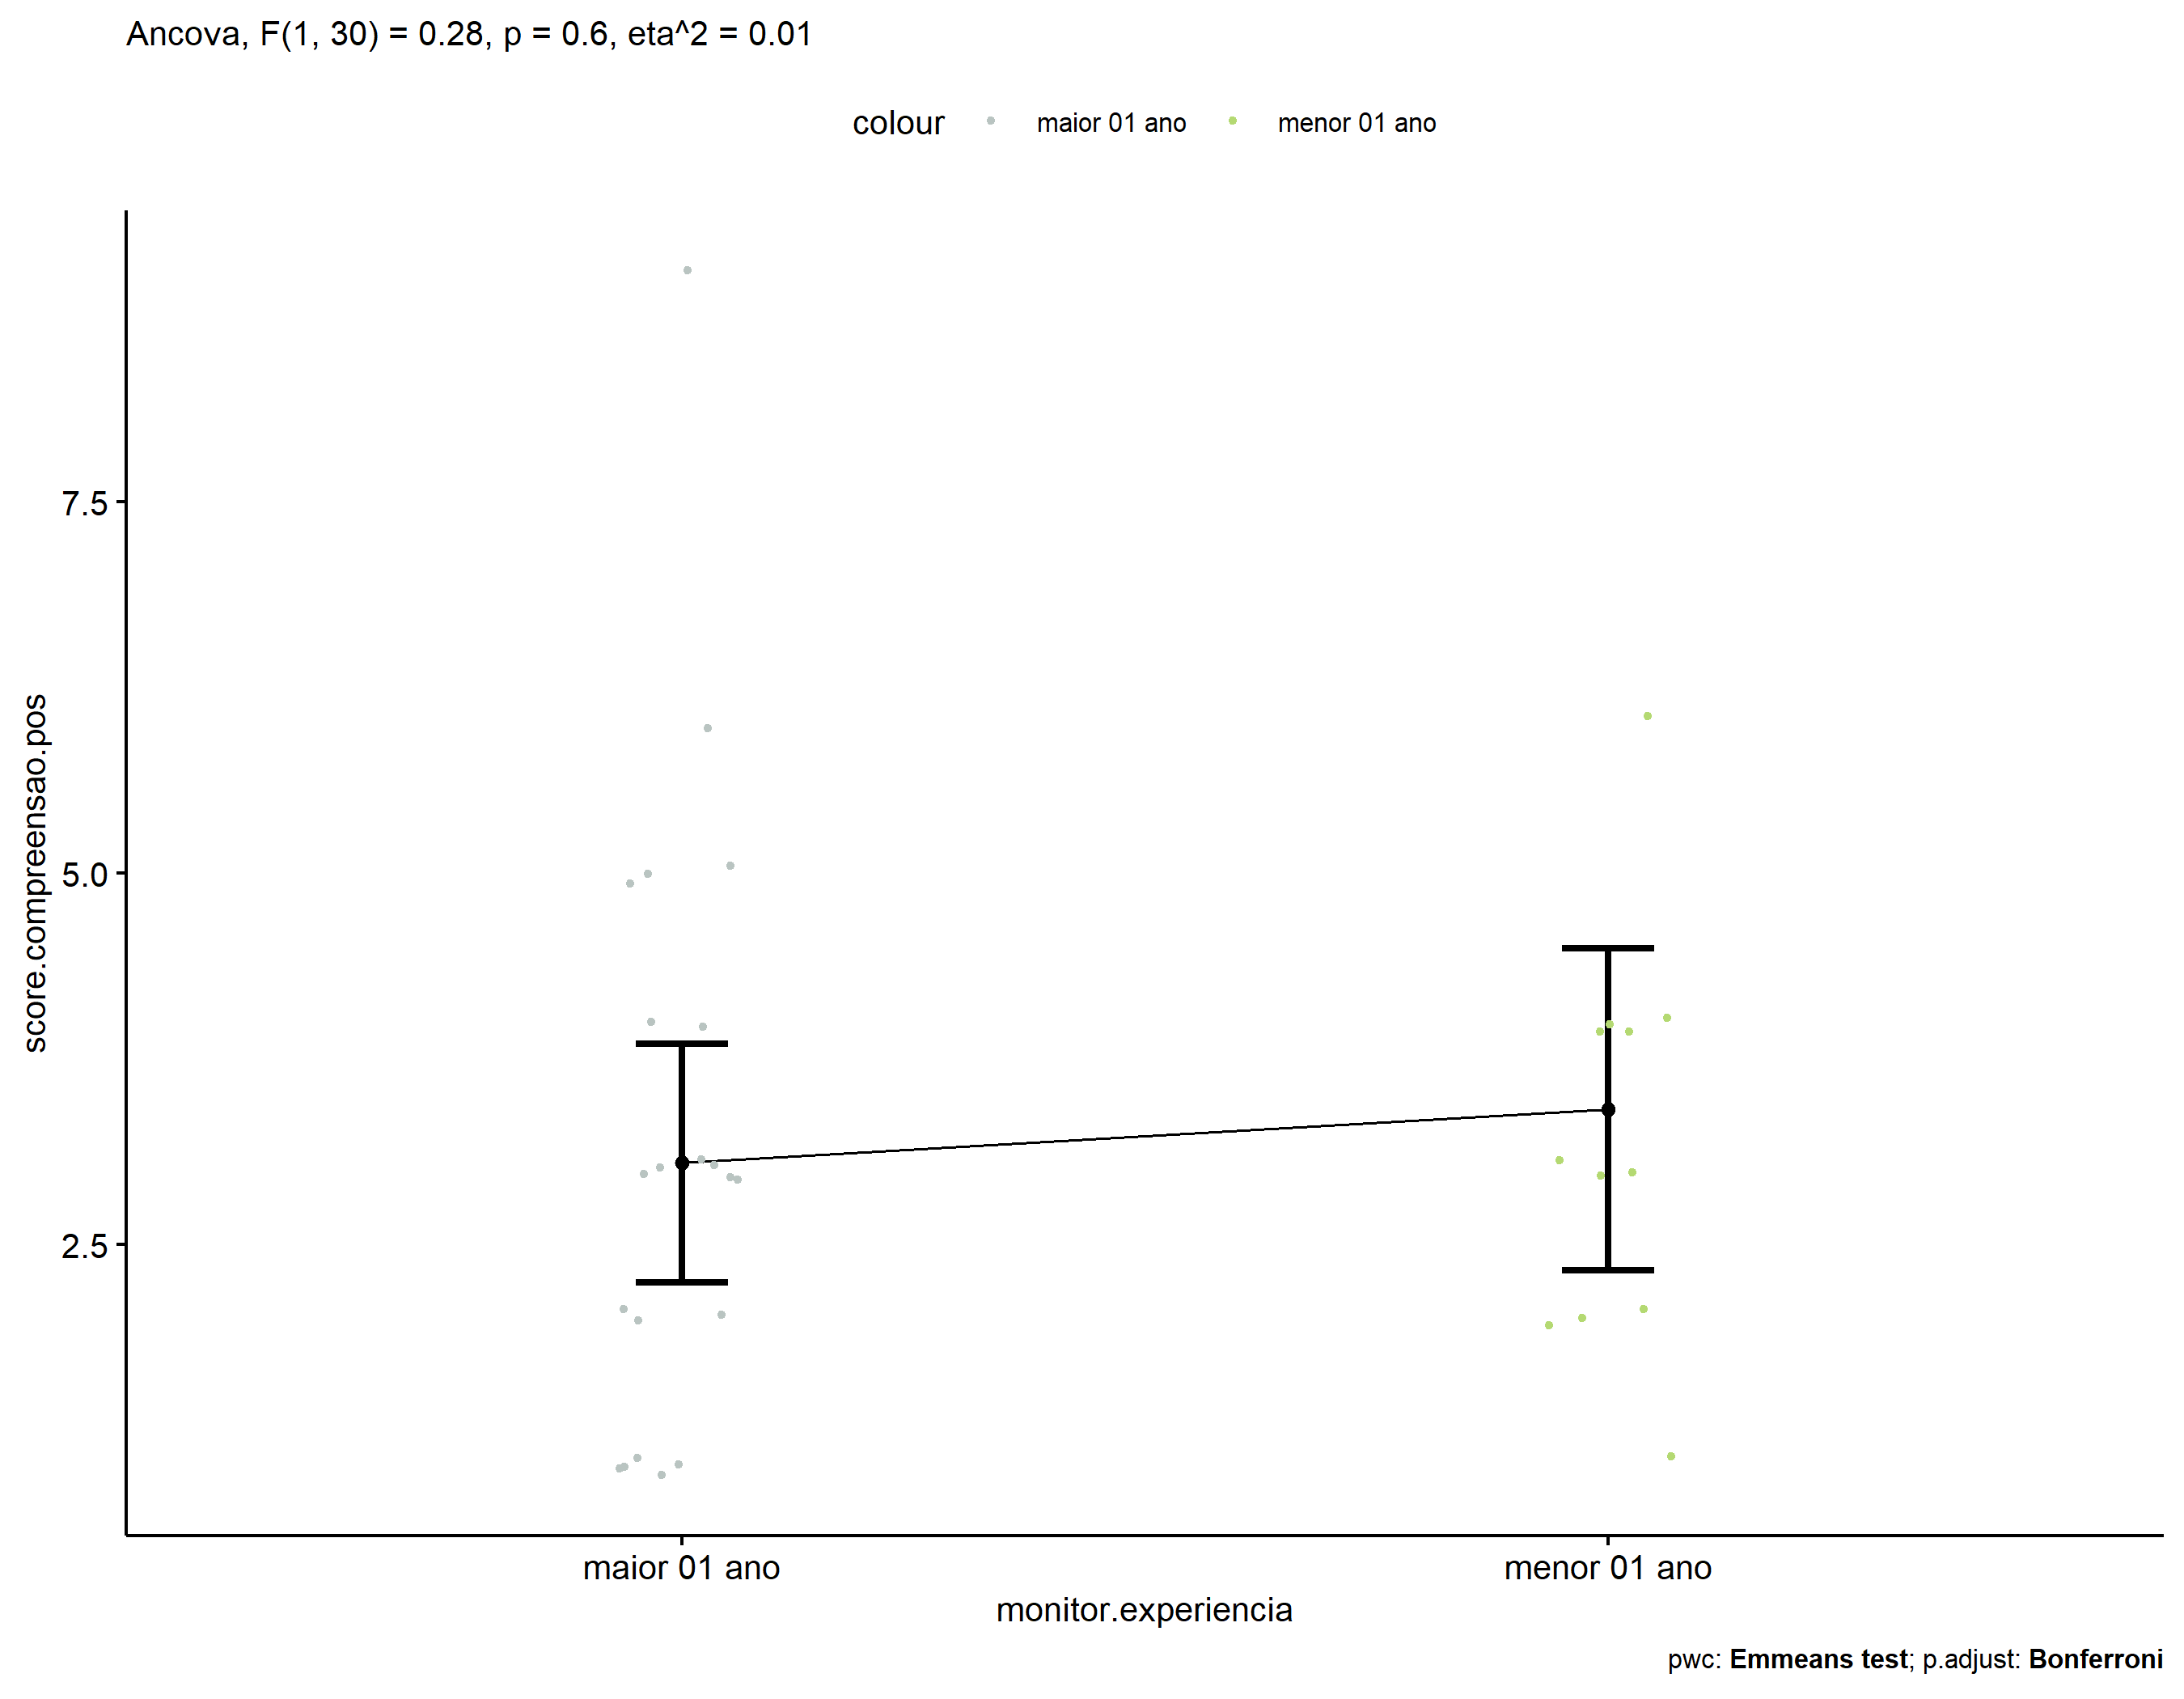 Ancova, F(1, 30) = 0.28, p = 0.6, eta^2 = 0.01
colour maior 01 ano menor 01 ano
7.5
5.0
2.5
score.compreensao.pos
maior 01 ano menor 01 ano
monitor.experiencia
pwc: Emmeans test; p.adjust: Bonferroni